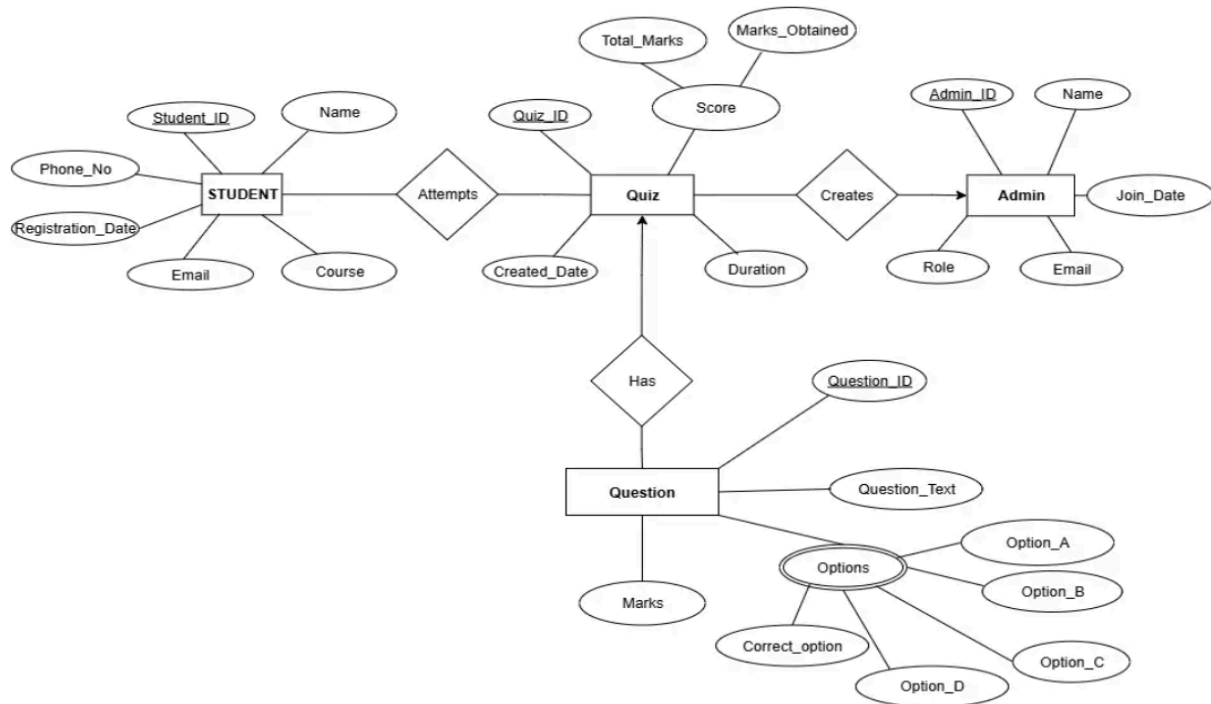 Total_Marks
Marks_Obtained
Score
Student_ID
Name
Quiz_ID
Admin_ID
Name
Phone_No
STUDENT
Attempts
Quiz
Creates
Admin
Join_Date
Registration_Date
Email
Course
Created_Date
Duration
Role
Email
Has
Question_ID
Question
Question_Text
Options
Option_A
Option_B
Marks
Correct_option
Option_C
Option_D